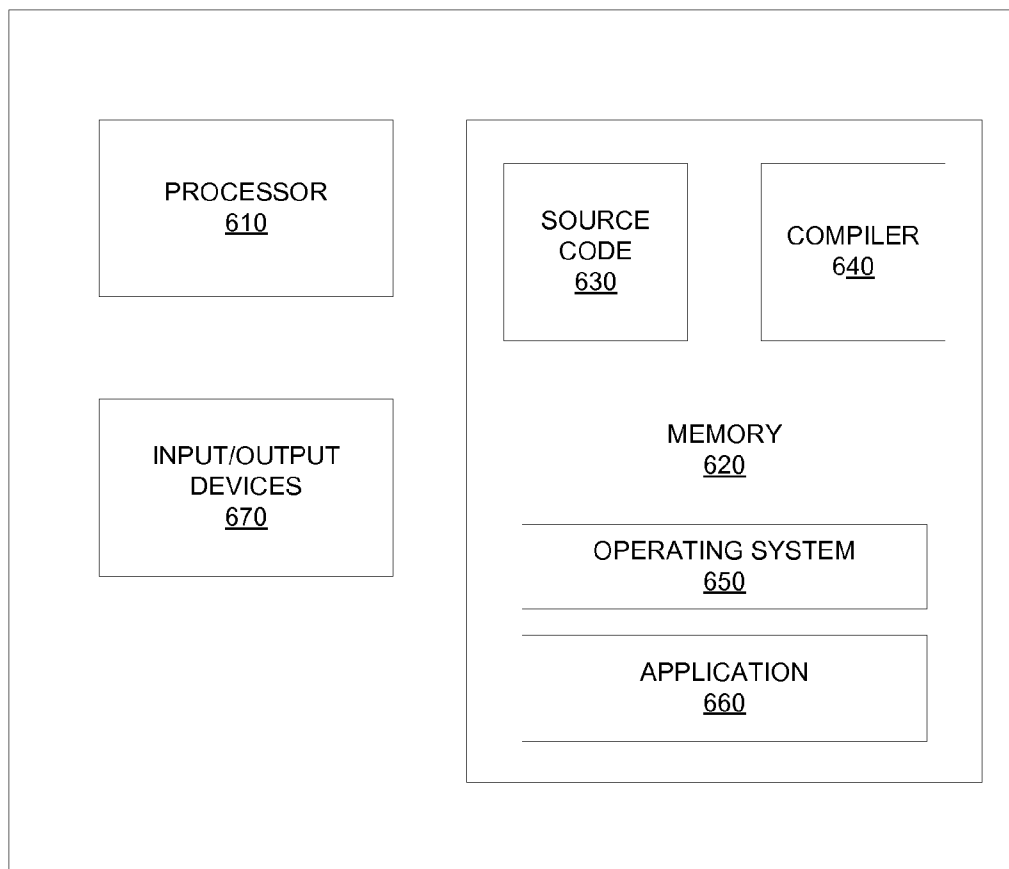 PROCESSOR
610
SOURCE
CODE
630
COMPILER
640
INPUT/OUTPUT
DEVICES
670
MEMORY
620
OPERATING SYSTEM
650
APPLICATION
660